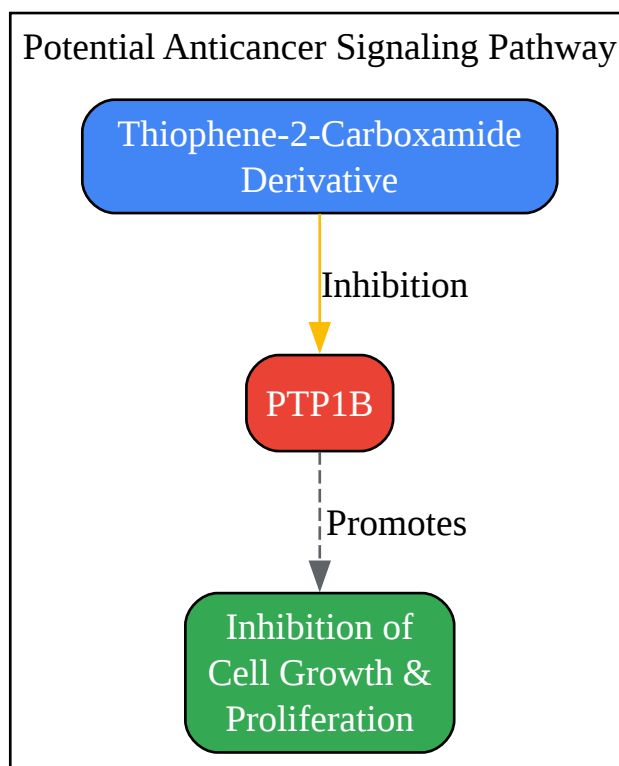 Potential Anticancer Signaling Pathway
Thiophene-2-Carboxamide
Derivative
Inhibition
PTP1B
Promotes
Inhibition of
Cell Growth &
Proliferation